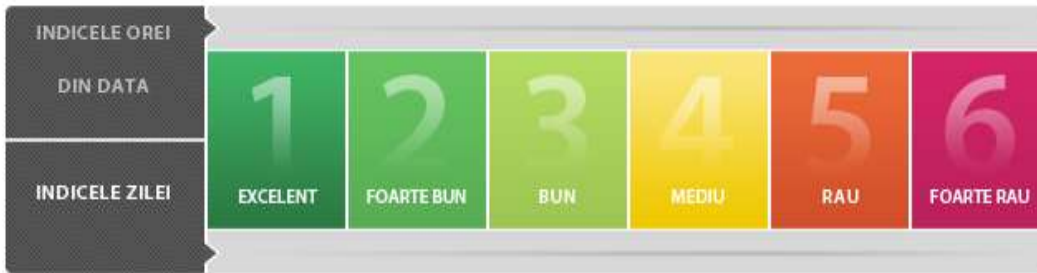 INDICELE OREI
DIN DATA
INDICELE ZILEI
1
EXCELENT
2
FOARTE BUN
3
BUN
4
MEDIU
5
RAU
6
FOARTE RAU